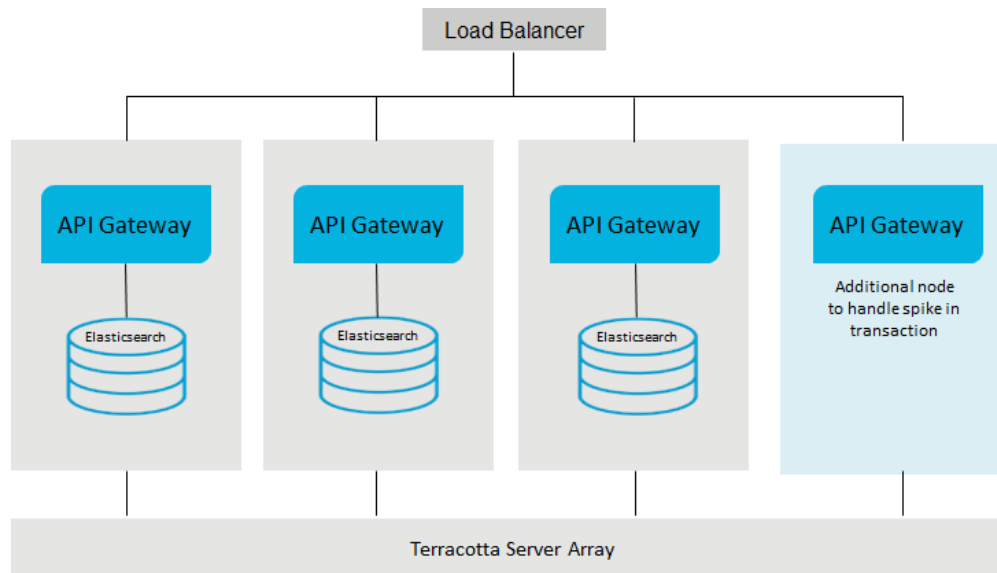 Load Balancer
API Gateway
API Gateway
API Gateway
API Gateway
Elasticsearch
Elasticsearch
Elasticsearch
Additional node
to handle spike in
transaction
Terracotta Server Array